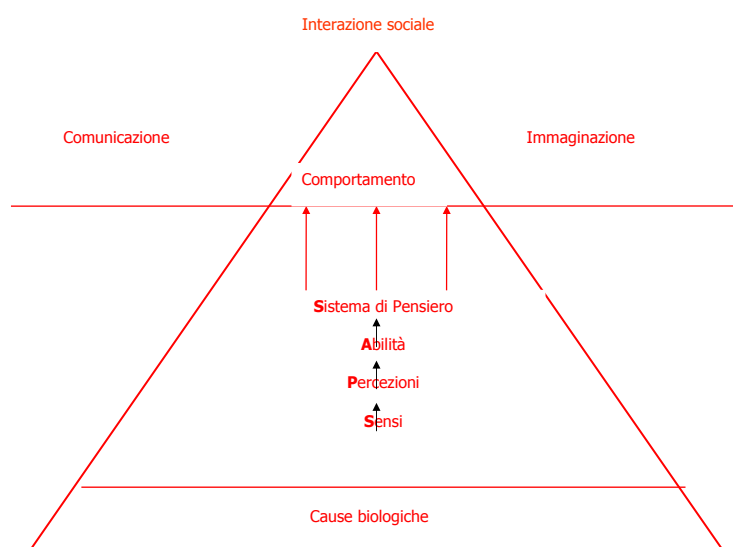 Interazione sociale
Comunicazione
Immaginazione
Comportamento
Sistema di Pensiero
Abilità
Percezioni
Sensi
Cause biologiche